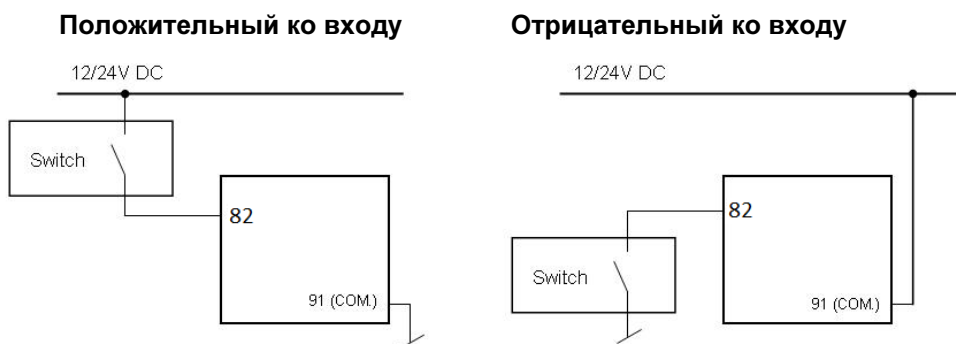 Положительный ко входу
12/24V DC
Switch
82
91 (COM.)
Отрицательный ко входу
12/24V DC
82
Switch
91 (COM.)